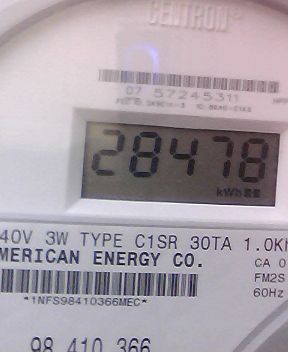 CENTRON®
07 57245311
28478
kWh
40V 3W TYPE C1SR 30TA 1.0Kh
MERICAN ENERGY CO.
CA 0
FM2S
*1NFS98410366MEC*
60Hz
98 410 366